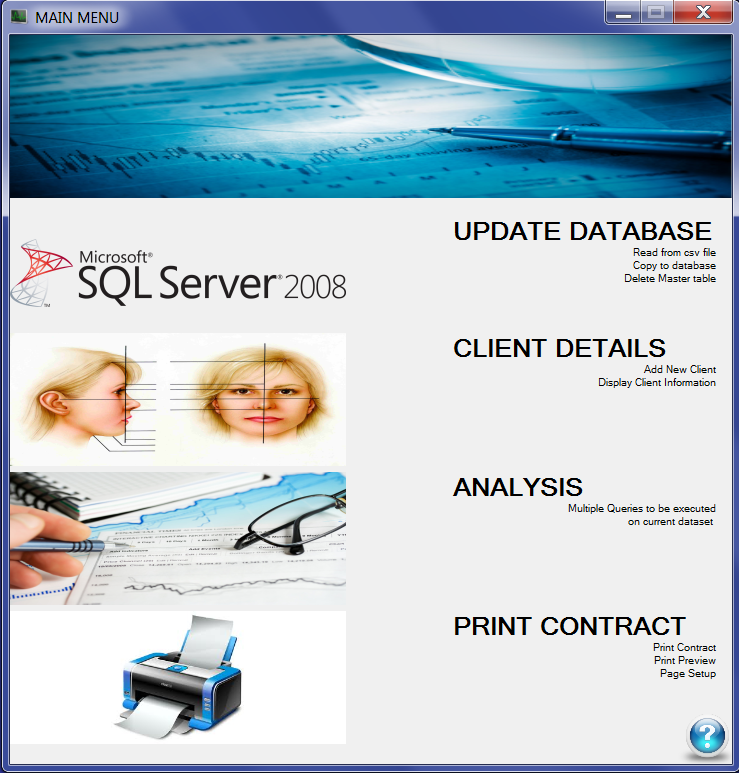 MAIN MENU
Microsoft®
SQL Server® 2008
TM
UPDATE DATABASE
Read from csv file
Copy to database
Delete Master table
CLIENT DETAILS
Add New Client
Display Client Information
ANALYSIS
Multiple Queries to be executed
on current dataset
PRINT CONTRACT
Print Contract
Print Preview
Page Setup
?